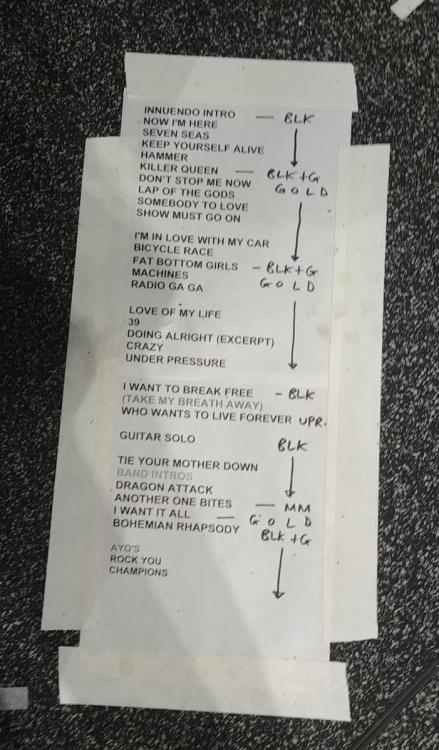 INNUENDO INTRO — BLK
NOW I'M HERE
SEVEN SEAS
KEEP YOURSELF ALIVE
HAMMER
KILLER QUEEN — BLK+G
DON'T STOP ME NOW GOLD
LAP OF THE GODS
SOMEBODY TO LOVE
SHOW MUST GO ON
I'M IN LOVE WITH MY CAR
BICYCLE RACE
FAT BOTTOM GIRLS - BLK+G
MACHINES GOLD
RADIO GA GA
LOVE OF MY LIFE
39
DOING ALRIGHT (EXCERPT)
CRAZY
UNDER PRESSURE
I WANT TO BREAK FREE - BLK
(TAKE MY BREATH AWAY)
WHO WANTS TO LIVE FOREVER UPR.
GUITAR SOLO BLK
TIE YOUR MOTHER DOWN
BAND INTROS
DRAGON ATTACK
ANOTHER ONE BITES — MM
I WANT IT ALL — GOLD
BOHEMIAN RHAPSODY BLK+G
AYO'S
ROCK YOU
CHAMPIONS